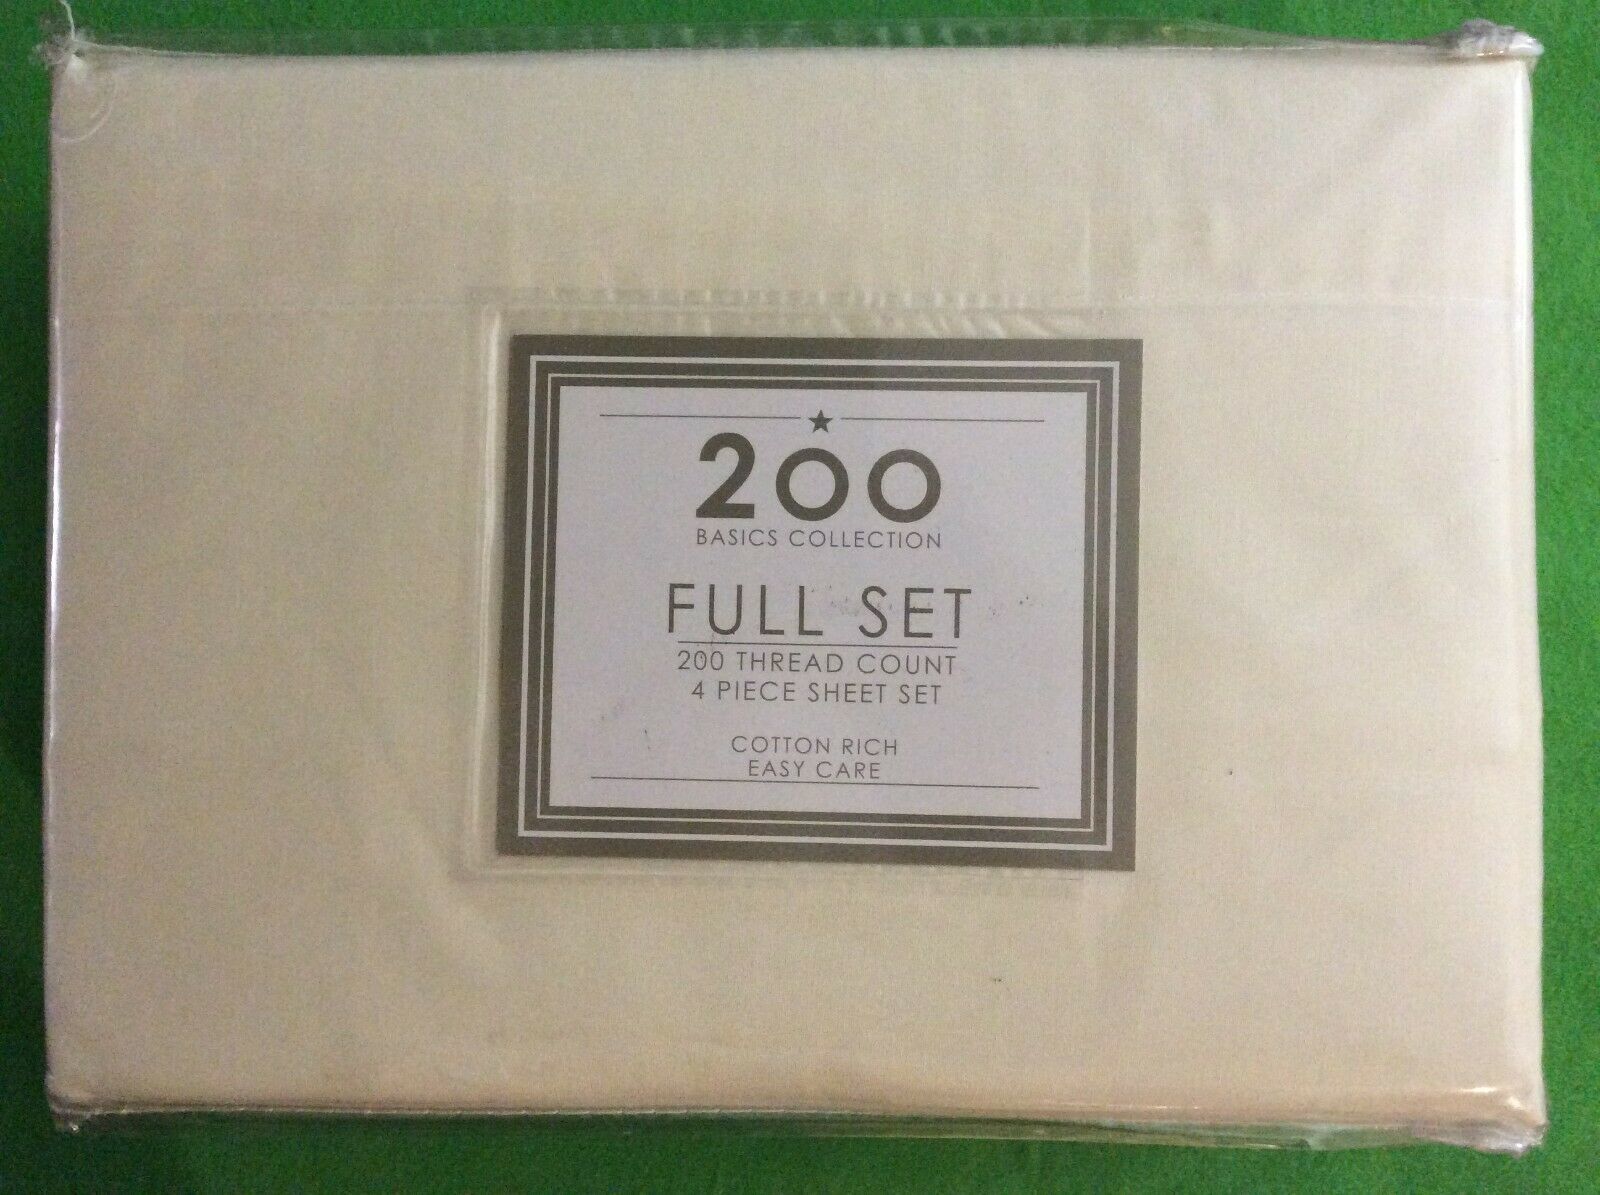 200
BASICS COLLECTION
FULL SET
200 THREAD COUNT
4 PIECE SHEET SET
COTTON RICH
EASY CARE